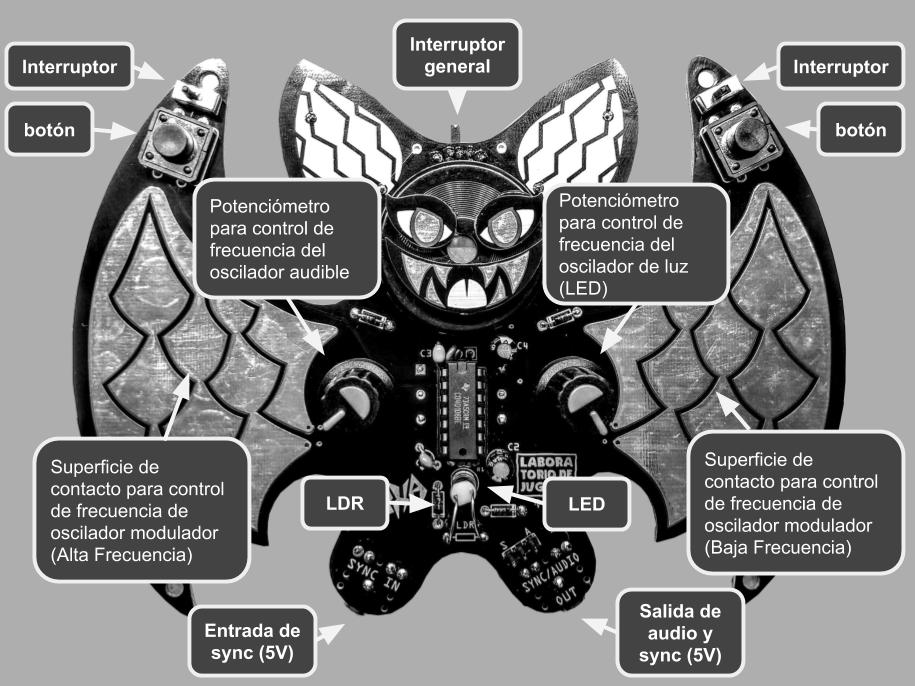 Interruptor
general
Interruptor
botón
Interruptor
botón
Potenciómetro
para control de
frecuencia del
oscilador audible
Potenciómetro
para control de
frecuencia del
oscilador de luz
(LED)
C3
C4
C2
LABORA
TORIO DE
JUG
Superficie de
contacto para control
de frecuencia de
oscilador modulador
(Alta Frecuencia)
LDR
LED
Superficie de
contacto para control
de frecuencia de
oscilador modulador
(Baja Frecuencia)
LDR
SYNC IN
SYNC/AUDIO
OUT
Entrada de
sync (5V)
Salida de
audio y
sync (5V)